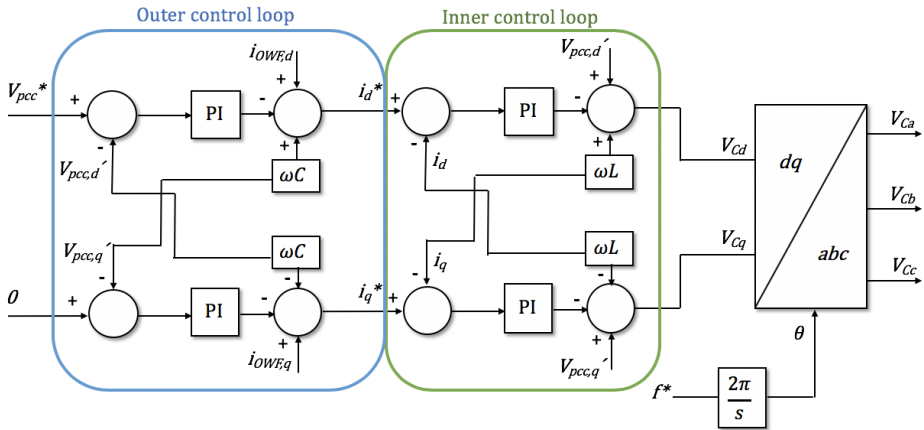 Outer control loop
Inner control loop
i_OWF,d
V_pcc,d´
V_pcc*
+
-
PI
-
+
+
i_d*
+
-
PI
-
+
+
V_pcc,d´
ωC
i_d
ωL
V_Cd
dq
abc
V_Ca
V_Cb
V_Cc
V_pcc,q´
ωC
i_q
ωL
V_Cq
0
+
-
PI
-
-
+
i_q*
+
-
PI
-
-
+
i_OWF,q
V_pcc,q´
θ
f*
2π
s